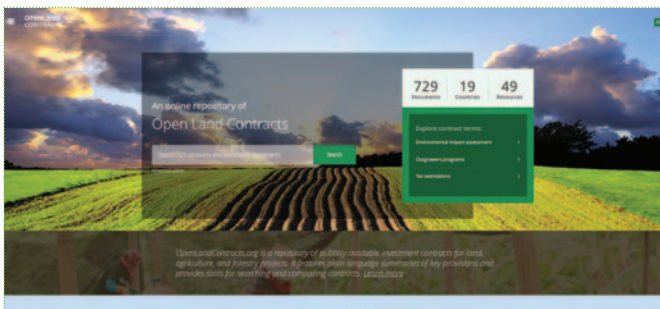 OPENLAND
CONTRACTS
An online repository of
Open Land Contracts
Search
729
Documents
19
Countries
49
Resources
Explore contract terms:
Environmental impact assessment
Outgrowers programs
Tax exemptions
OpenLandContracts.org is a repository of publicly available investment contracts for land,
agriculture, and forestry projects. It features plain language summaries of key provisions and
provides tools for searching and comparing contracts. Learn more